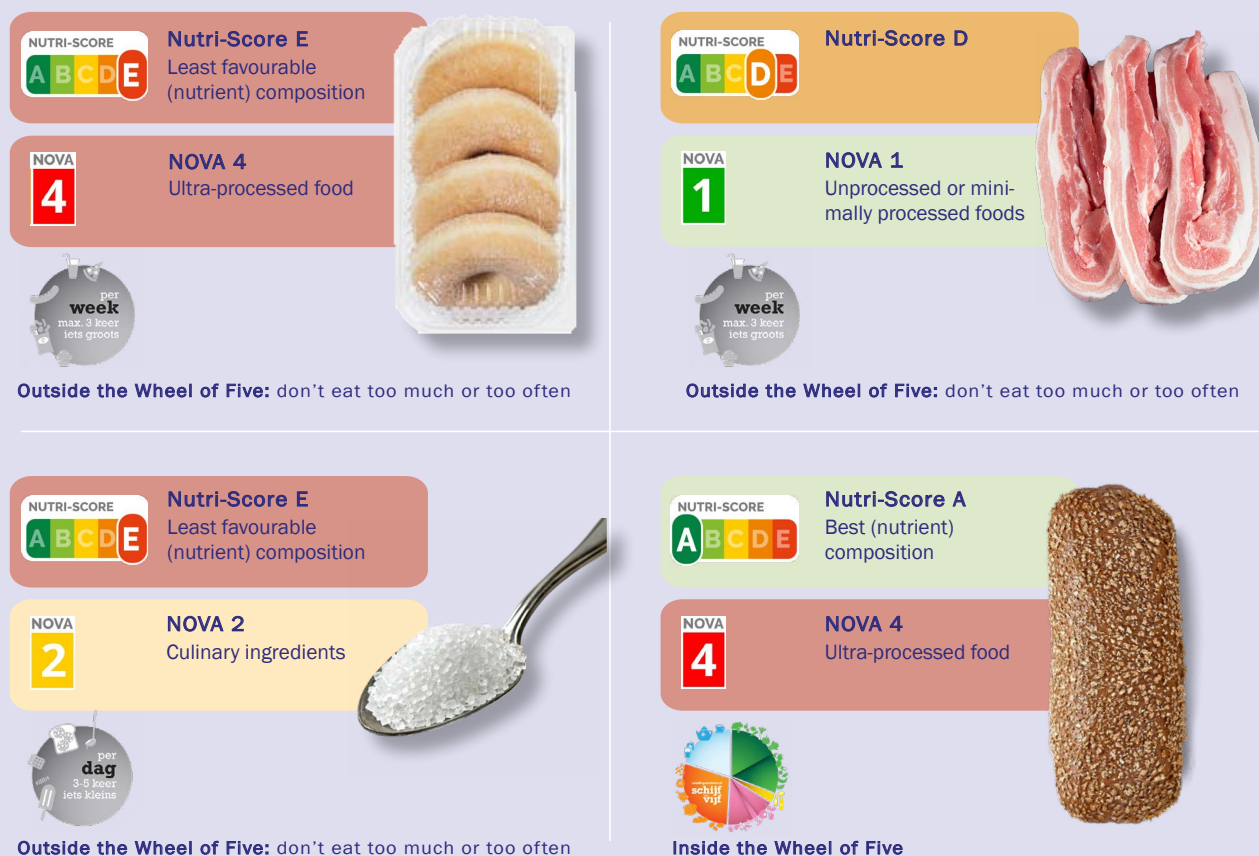 NUTRI-SCORE
A B C D E
Nutri-Score E
Least favourable
(nutrient) composition
NOVA
4
NOVA 4
Ultra-processed food
per
week
max. 3 keer
iets groots
Outside the Wheel of Five: don't eat too much or too often
NUTRI-SCORE
A B C D E
Nutri-Score D
NOVA
1
NOVA 1
Unprocessed or mini-
mally processed foods
per
week
max. 3 keer
iets groots
Outside the Wheel of Five: don't eat too much or too often
NUTRI-SCORE
A B C D E
Nutri-Score E
Least favourable
(nutrient) composition
NOVA
2
NOVA 2
Culinary ingredients
per
dag
3-5 keer
iets kleins
Outside the Wheel of Five: don't eat too much or too often
NUTRI-SCORE
A B C D E
Nutri-Score A
Best (nutrient)
composition
NOVA
4
NOVA 4
Ultra-processed food
schijf
vijf
Inside the Wheel of Five